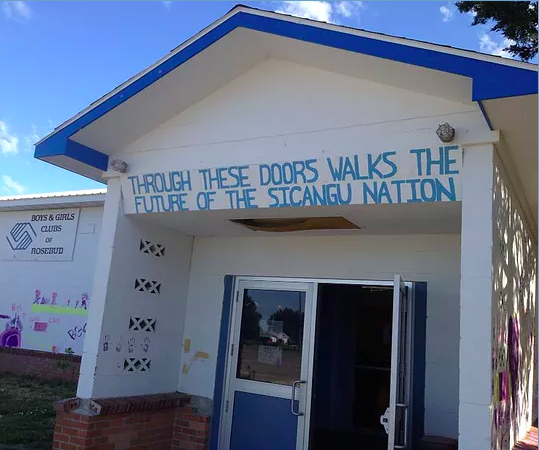 THROUGH THESE DOORS WALKS THE
FUTURE OF THE SICANGU NATION
BOYS & GIRLS
CLUBS
OF
ROSEBUD